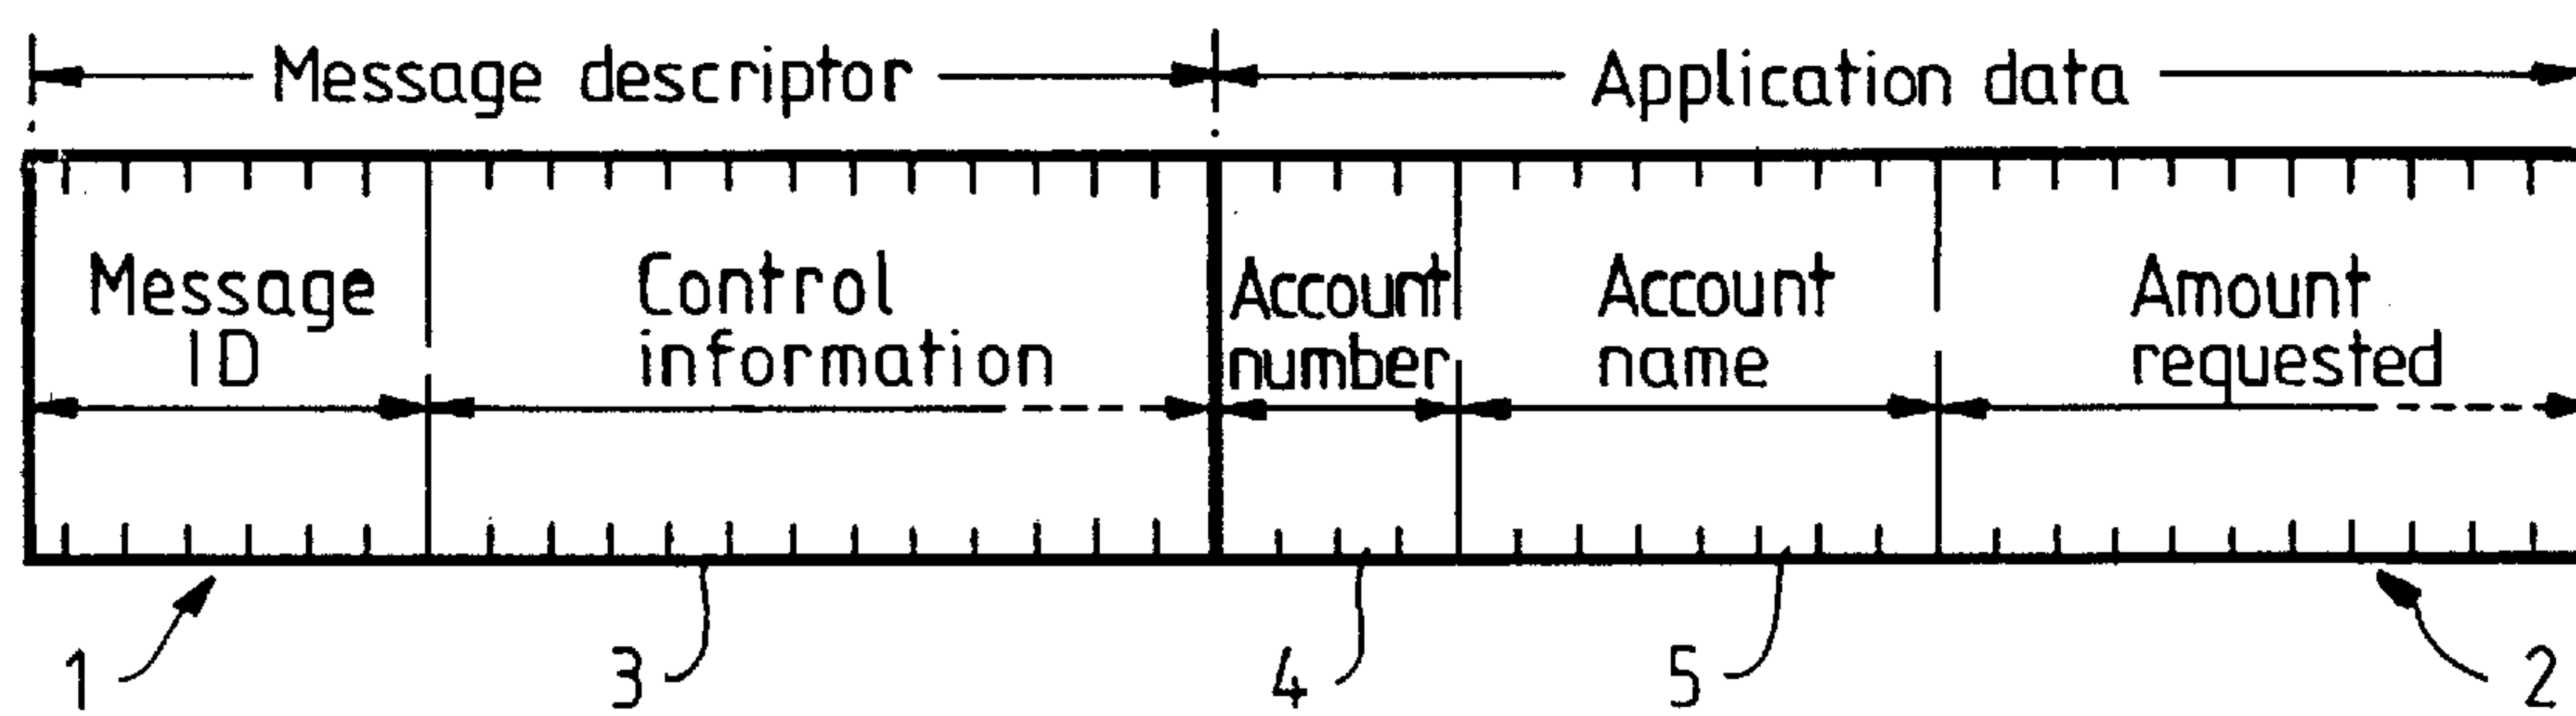 Message descriptor
Application data
Message
ID
Control
information
Account
number
Account
name
Amount
requested
1
3
4
5
2